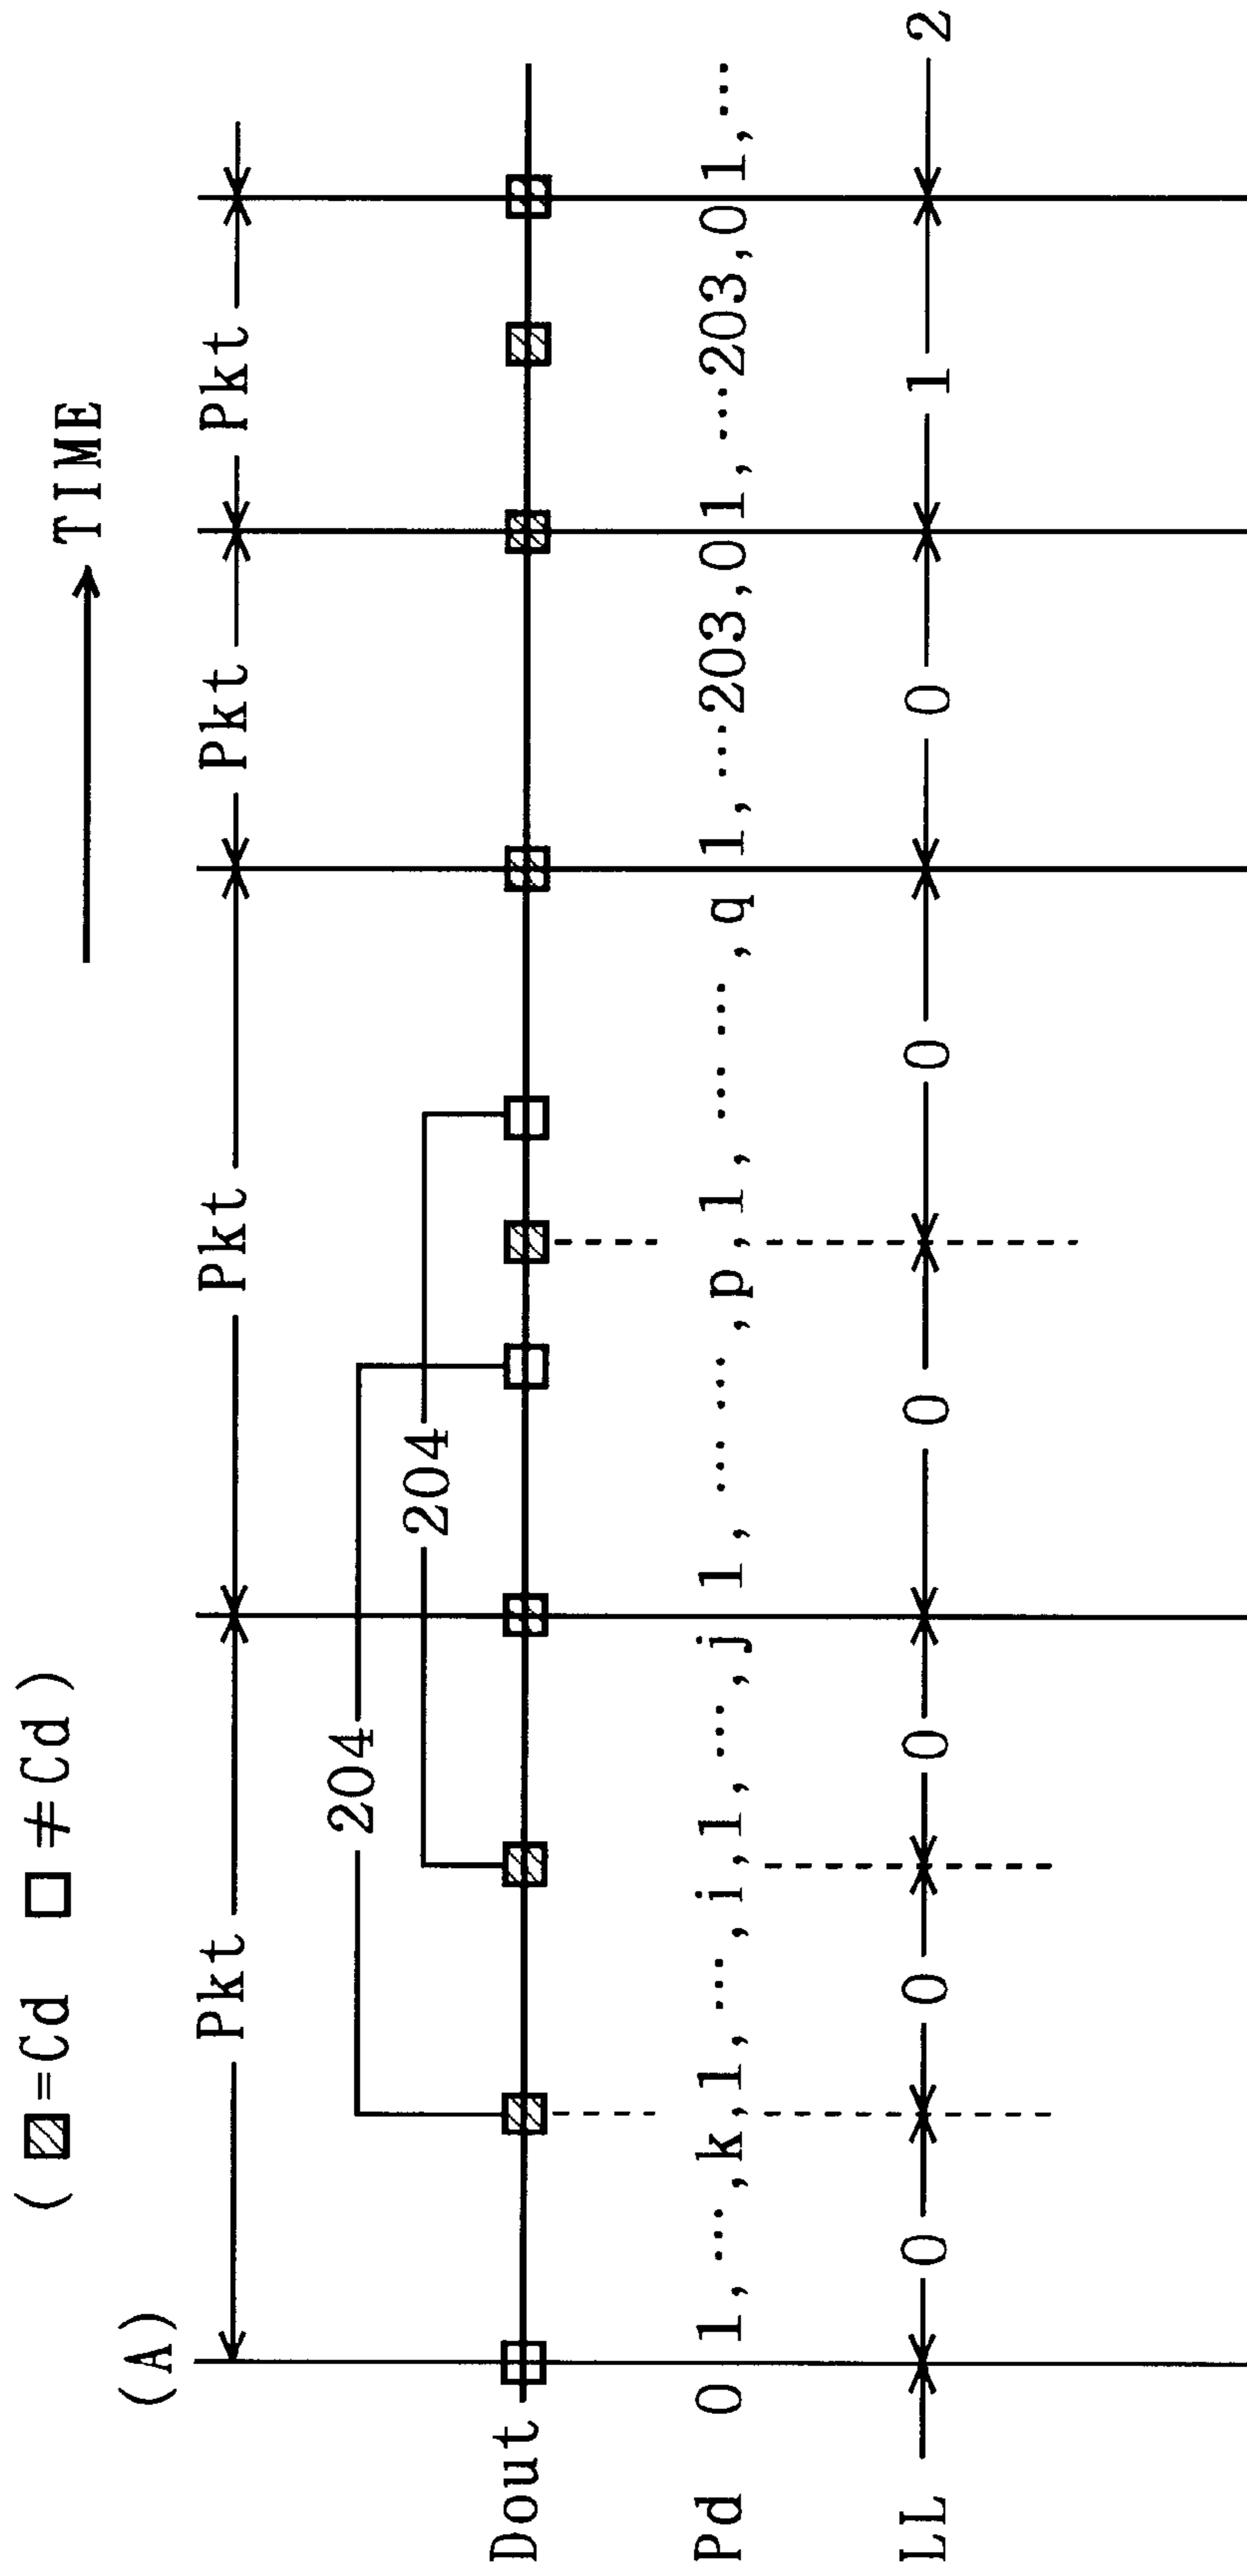 ( =Cd ≠Cd)
TIME
(A)
Pkt Pkt Pkt Pkt
204
204
Dout
Pd 0 1,…,k,1,…,i,1,…,j 1,… …,p,1,… …,q 1,…203,0 1,…203,0 1,…
LL 0 0 0 0 0 0 1 2